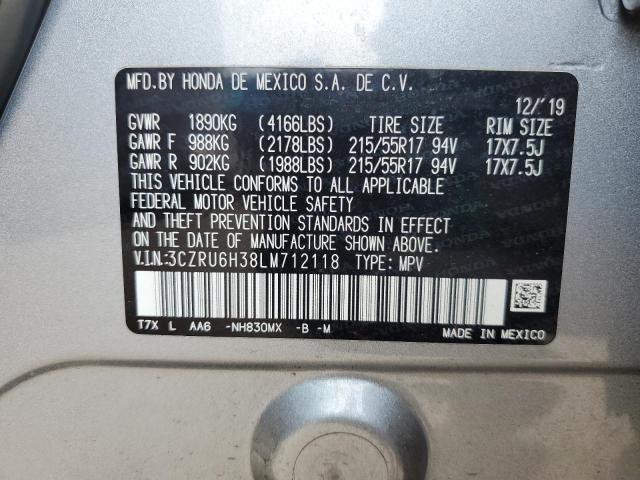 MFD.BY HONDA DE MEXICO S.A. DE C.V.
12/'19
GVWR 1890KG (4166LBS) TIRE SIZE RIM SIZE
GAWR F 988KG (2178LBS) 215/55R17 94V 17X7.5J
GAWR R 902KG (1988LBS) 215/55R17 94V 17X7.5J
THIS VEHICLE CONFORMS TO ALL APPLICABLE
FEDERAL MOTOR VEHICLE SAFETY
AND THEFT PREVENTION STANDARDS IN EFFECT
ON THE DATE OF MANUFACTURE SHOWN ABOVE.
V.I.N.:3CZRU6H38LM712118 TYPE: MPV
T7X L AA6 -NH830MX -B -M
MADE IN MEXICO